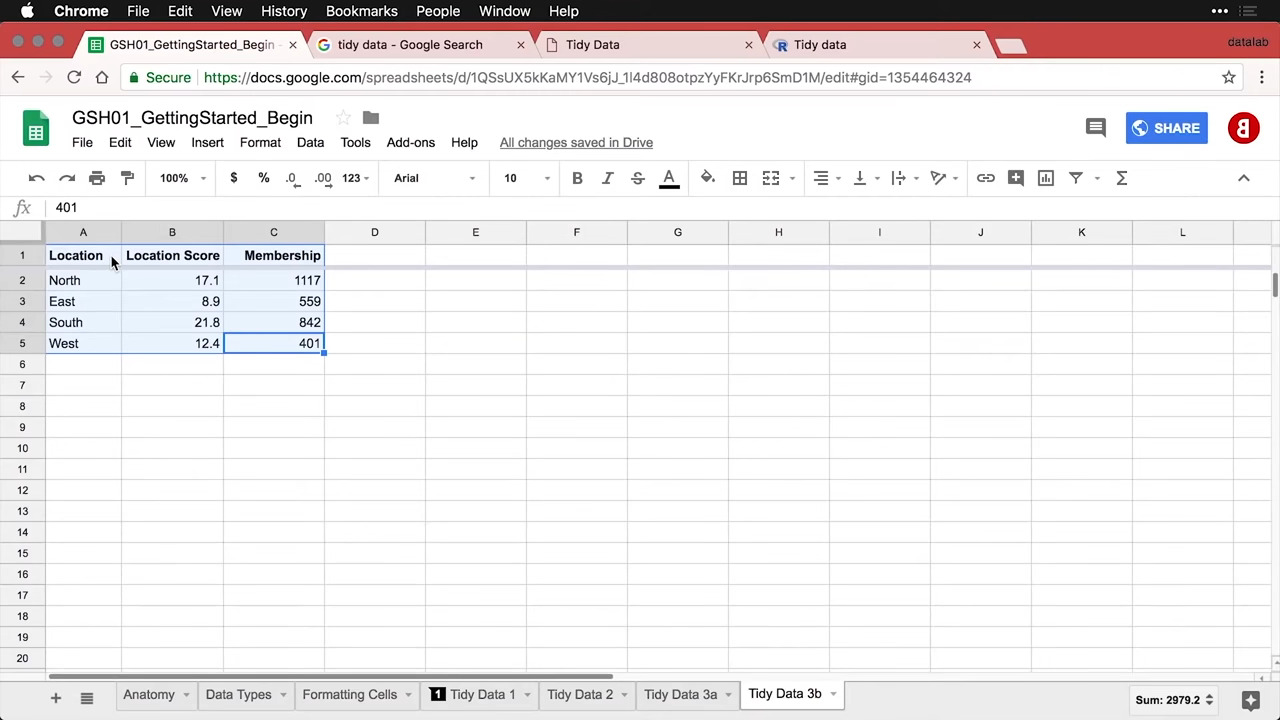 Chrome File Edit View History Bookmarks People Window Help
GSH01_GettingStarted_Begin - tidy data - Google Search Tidy Data Tidy data datalab
Secure https://docs.google.com/spreadsheets/d/1QSsUX5kKaMY1Vs6jJ_1l4d808otpzYyFKrJrp6SmD1M/edit#gid=1354464324
GSH01_GettingStarted_Begin SHARE
File Edit View Insert Format Data Tools Add-ons Help All changes saved in Drive
100% $ % .0 .00 123 Arial 10 B I S A Σ
fx 401
A B C D E F G H I J K L
1 Location Location Score Membership
2 North 17.1 1117
3 East 8.9 559
4 South 21.8 842
5 West 12.4 401
6
7
8
9
10
11
12
13
14
15
16
17
18
19
20
+ Anatomy Data Types Formatting Cells 1 Tidy Data 1 Tidy Data 2 Tidy Data 3a Tidy Data 3b Sum: 2979.2